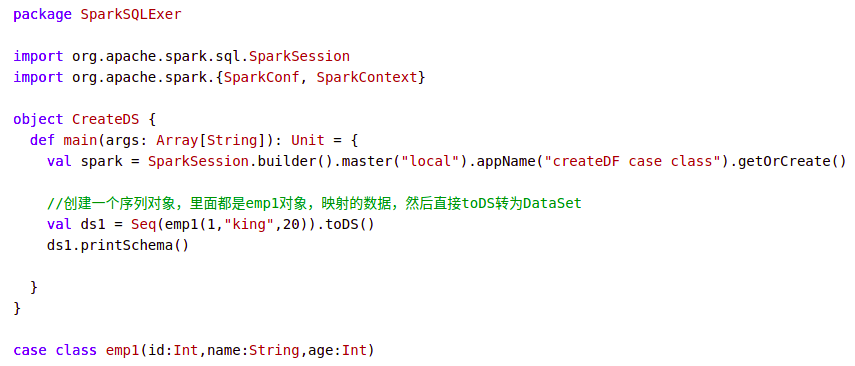 package SparkSQLExer
import org.apache.spark.sql.SparkSession
import org.apache.spark.{SparkConf, SparkContext}
object CreateDS {
  def main(args: Array[String]): Unit = {
    val spark = SparkSession.builder().master("local").appName("createDF case class").getOrCreate()
    //创建一个序列对象，里面都是emp1对象，映射的数据，然后直接toDS转为DataSet
    val ds1 = Seq(emp1(1,"king",20)).toDS()
    ds1.printSchema()
  }
}
case class emp1(id:Int,name:String,age:Int)